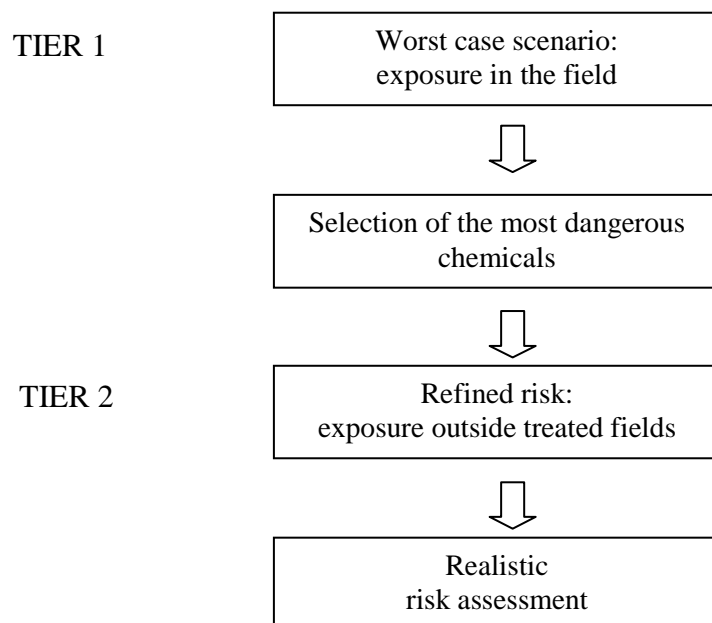 TIER 1
Worst case scenario:
exposure in the field
Selection of the most dangerous
chemicals
TIER 2
Refined risk:
exposure outside treated fields
Realistic
risk assessment